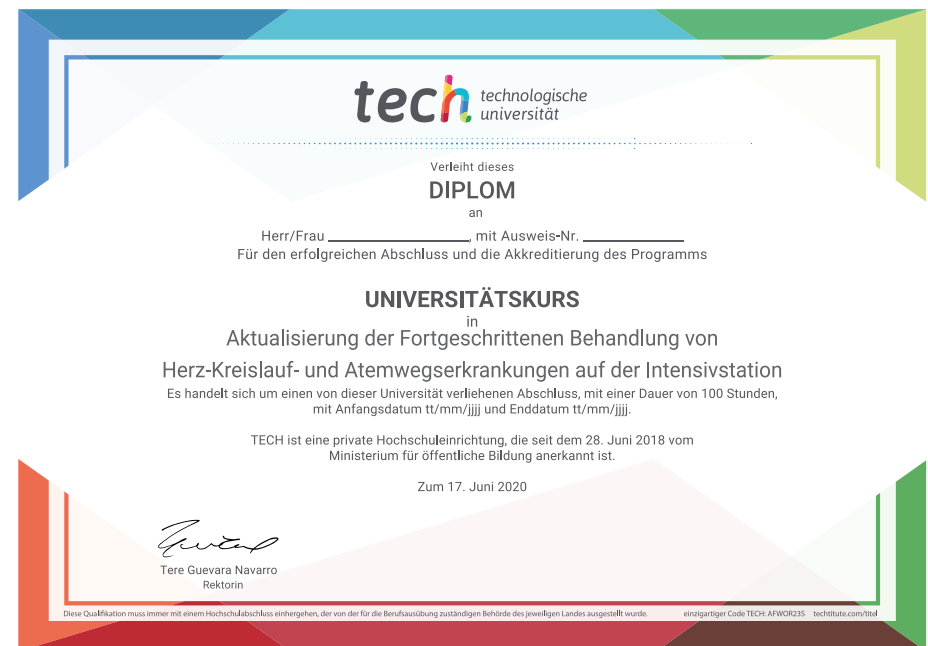 tech technologische
universität
Verleiht dieses
DIPLOM
an
Herr/Frau ____________________, mit Ausweis-Nr. ______________
Für den erfolgreichen Abschluss und die Akkreditierung des Programms
UNIVERSITÄTSKURS
in
Aktualisierung der Fortgeschrittenen Behandlung von
Herz-Kreislauf- und Atemwegserkrankungen auf der Intensivstation
Es handelt sich um einen von dieser Universität verliehenen Abschluss, mit einer Dauer von 100 Stunden,
mit Anfangsdatum tt/mm/jjjj und Enddatum tt/mm/jjjj.
TECH ist eine private Hochschuleinrichtung, die seit dem 28. Juni 2018 vom
Ministerium für öffentliche Bildung anerkannt ist.
Zum 17. Juni 2020
Tere Guevara Navarro
Rektorin
Diese Qualifikation muss immer mit einem Hochschulabschluss einhergehen, der von der für die Berufsausübung zuständigen Behörde des jeweiligen Landes ausgestellt wurde. einzigartiger Code TECH: AFWOR23S techtitute.com/titel